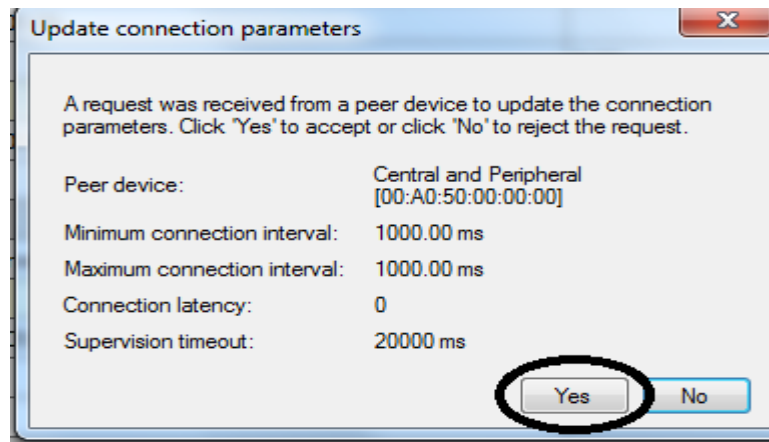 Update connection parameters
A request was received from a peer device to update the connection
parameters. Click 'Yes' to accept or click 'No' to reject the request.
Peer device: Central and Peripheral
[00:A0:50:00:00:00]
Minimum connection interval: 1000.00 ms
Maximum connection interval: 1000.00 ms
Connection latency: 0
Supervision timeout: 20000 ms
Yes No